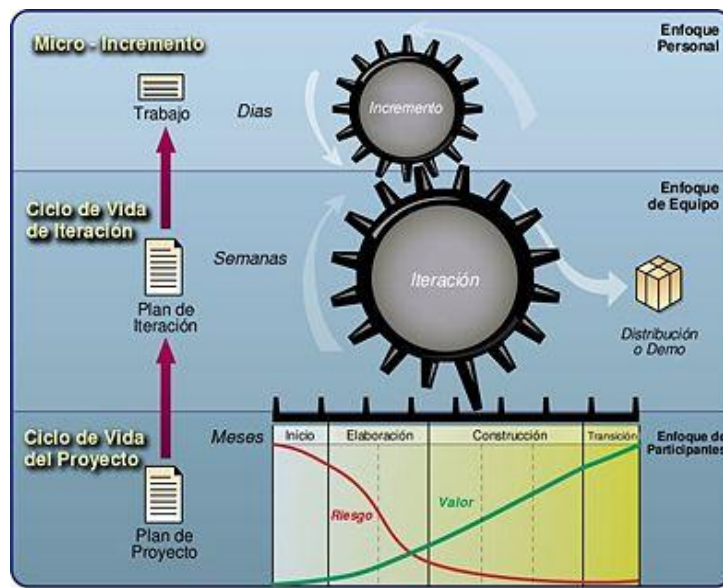 Micro - Incremento
Enfoque
Personal
Trabajo
Dias
Incremento
Ciclo de Vida
de Iteración
Enfoque
de Equipo
Semanas
Iteración
Plan de
Iteración
Distribución
o Demo
Ciclo de Vida
del Proyecto
Meses
Inicio
Elaboración
Construcción
Transición
Enfoque de
Participantes
Riesgo
Valor
Plan de
Proyecto